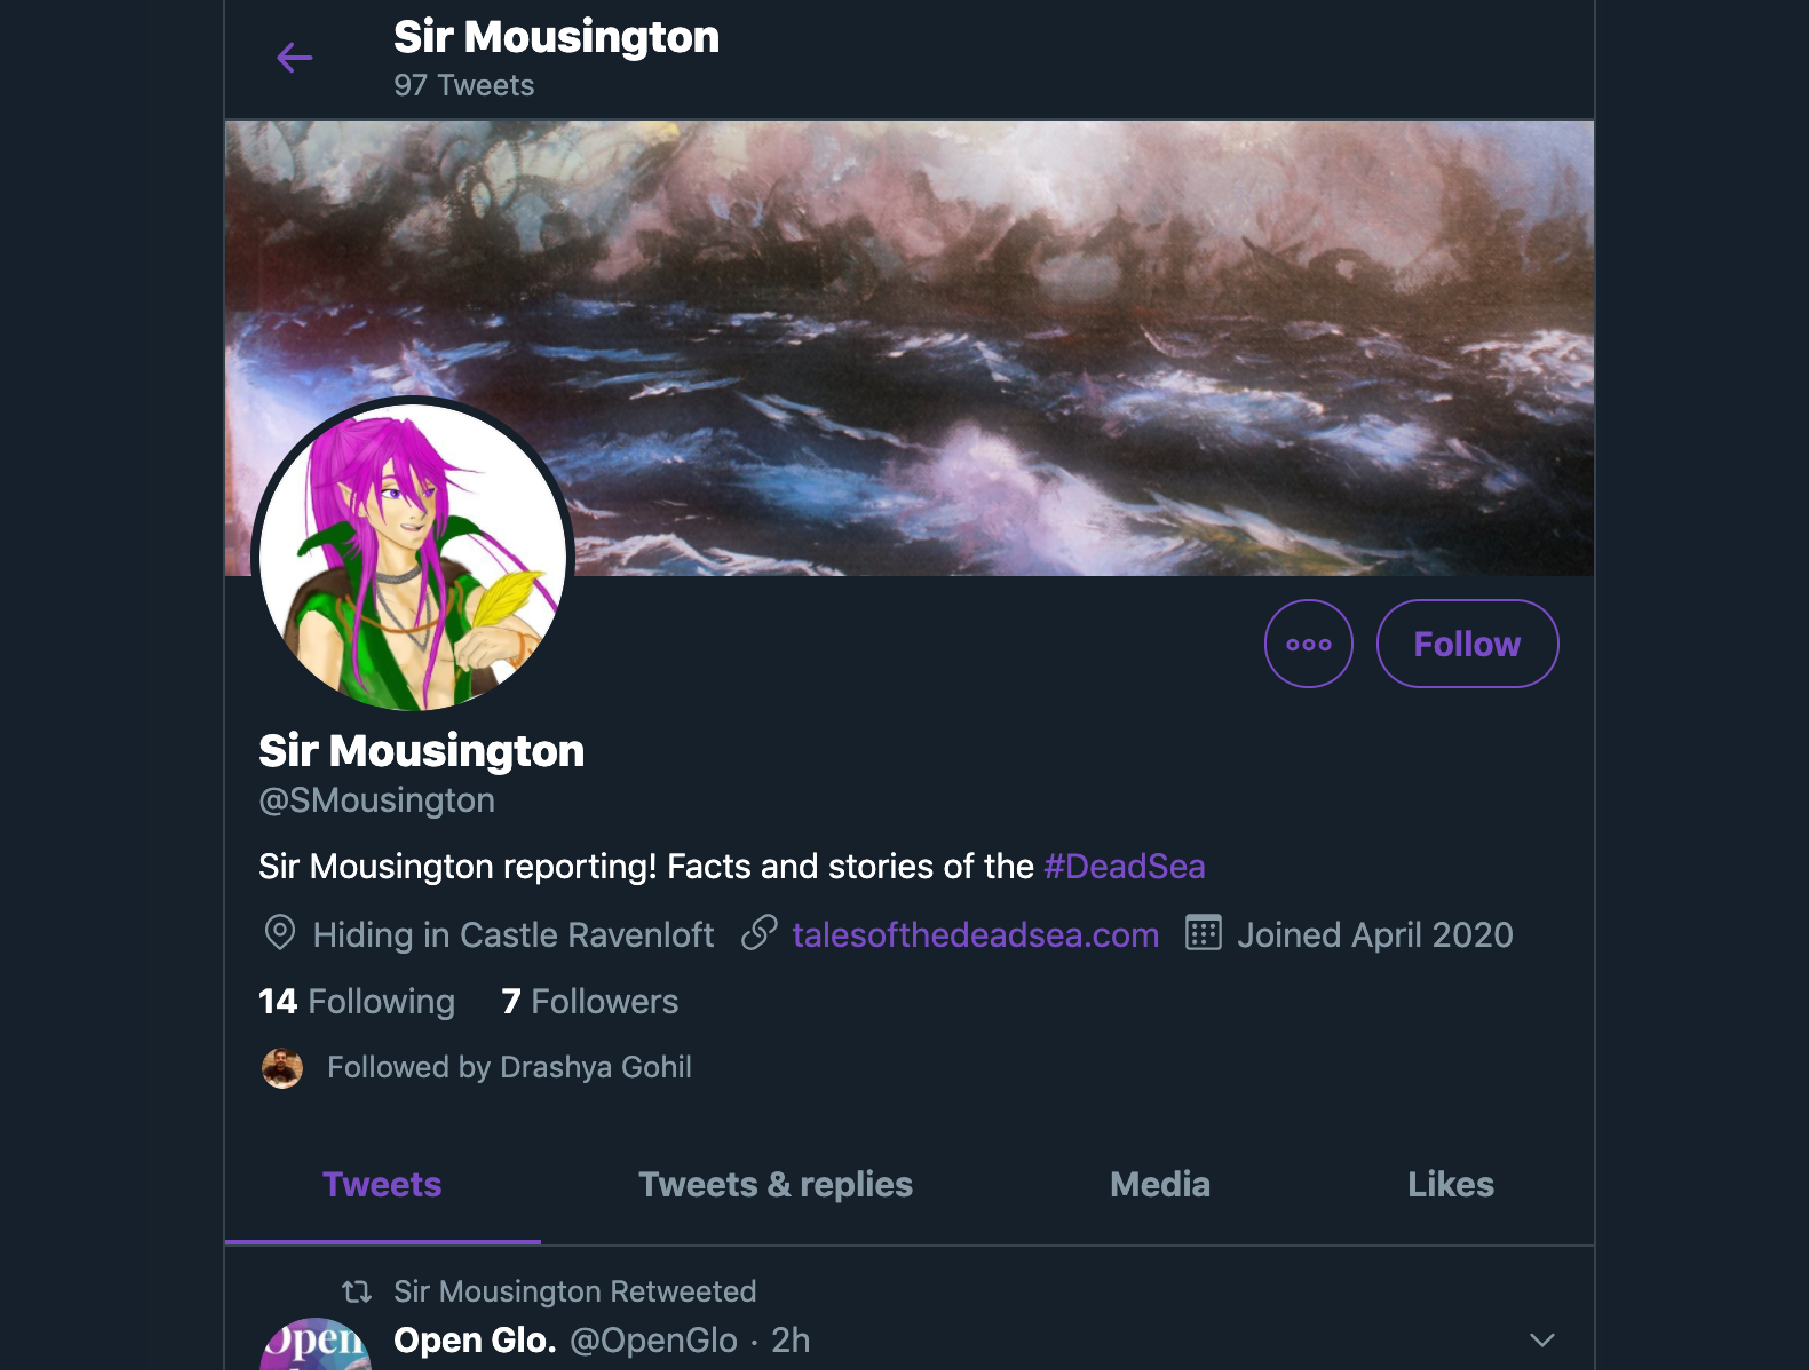 Sir Mousington
97 Tweets
Follow
Sir Mousington
@SMousington
Sir Mousington reporting! Facts and stories of the #DeadSea
Hiding in Castle Ravenloft talesofthedeadsea.com Joined April 2020
14 Following 7 Followers
Followed by Drashya Gohil
Tweets Tweets & replies Media Likes
Sir Mousington Retweeted
Open
Open Glo. @OpenGlo · 2h